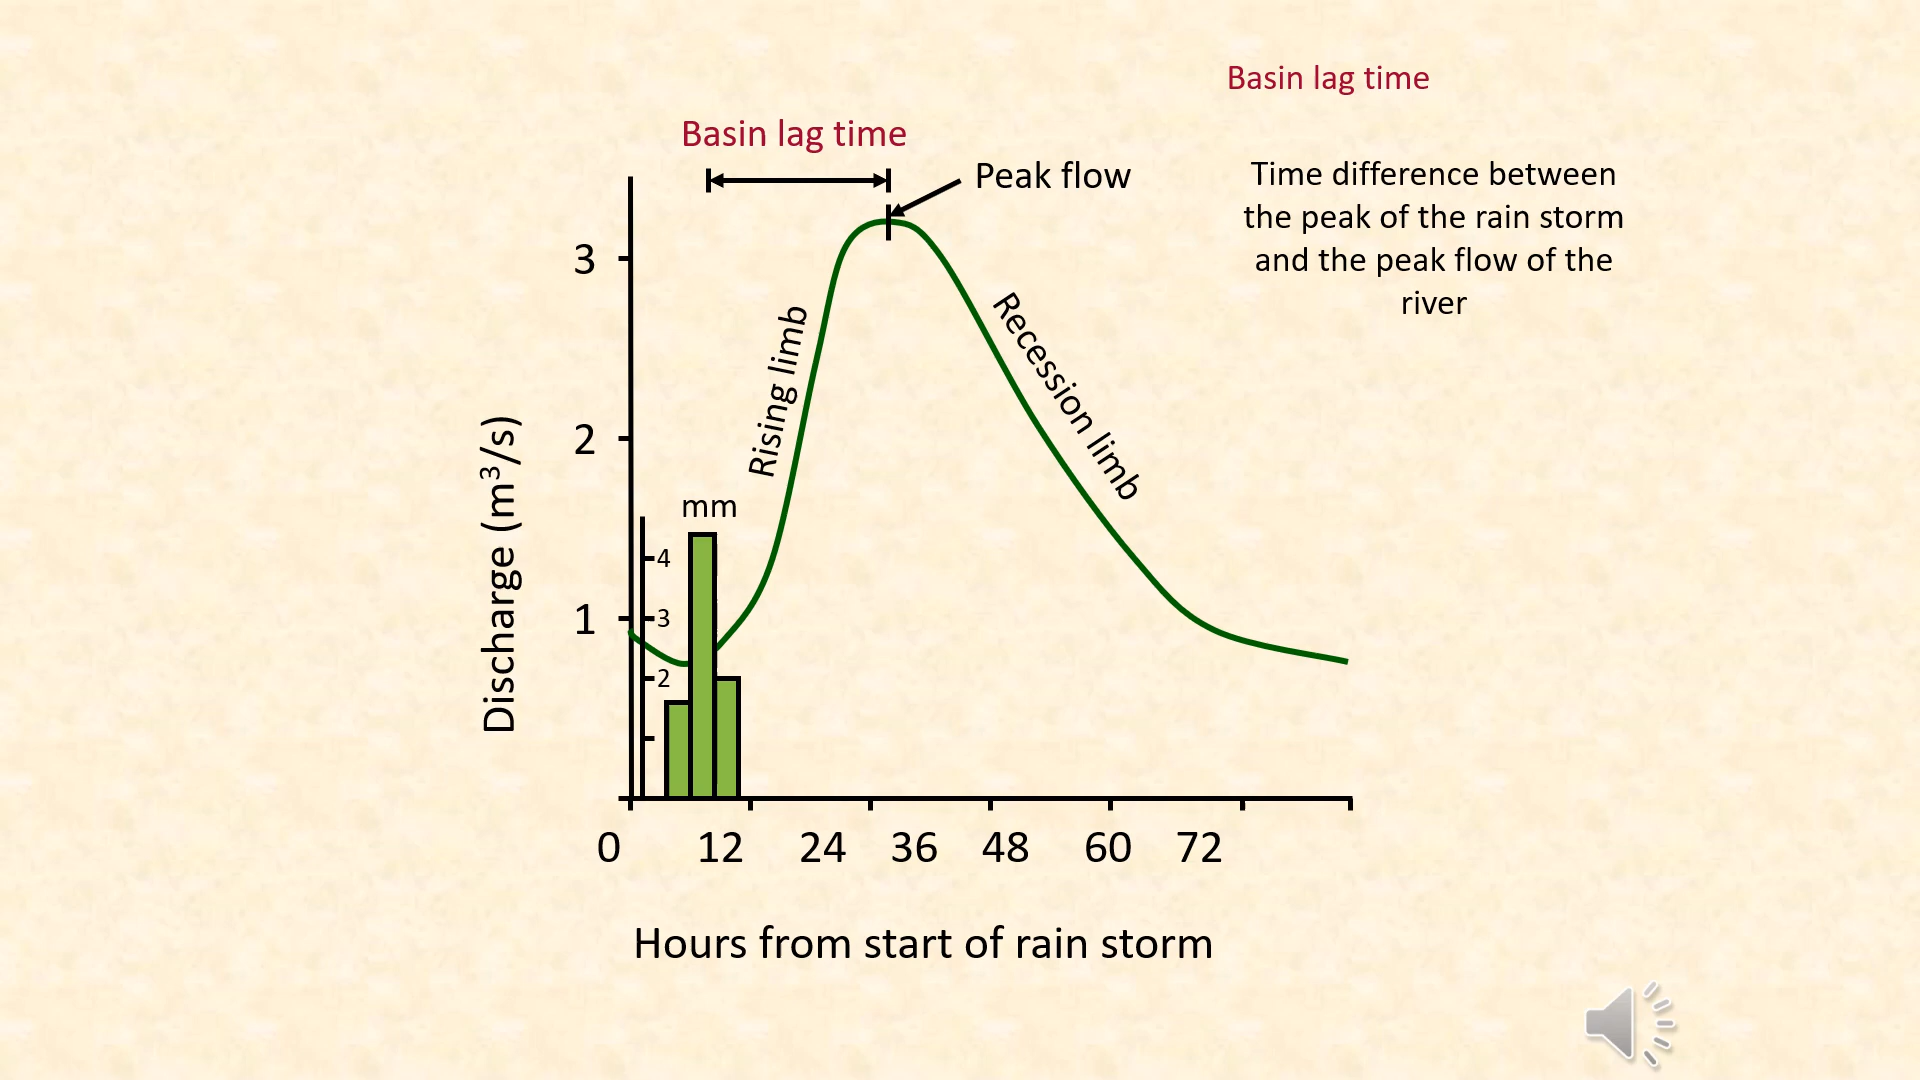 Basin lag time
Basin lag time
Peak flow
Time difference between
the peak of the rain storm
and the peak flow of the
river
3
2
1
Discharge (m³/s)
Rising limb
Recession limb
mm
4
3
2
0 12 24 36 48 60 72
Hours from start of rain storm